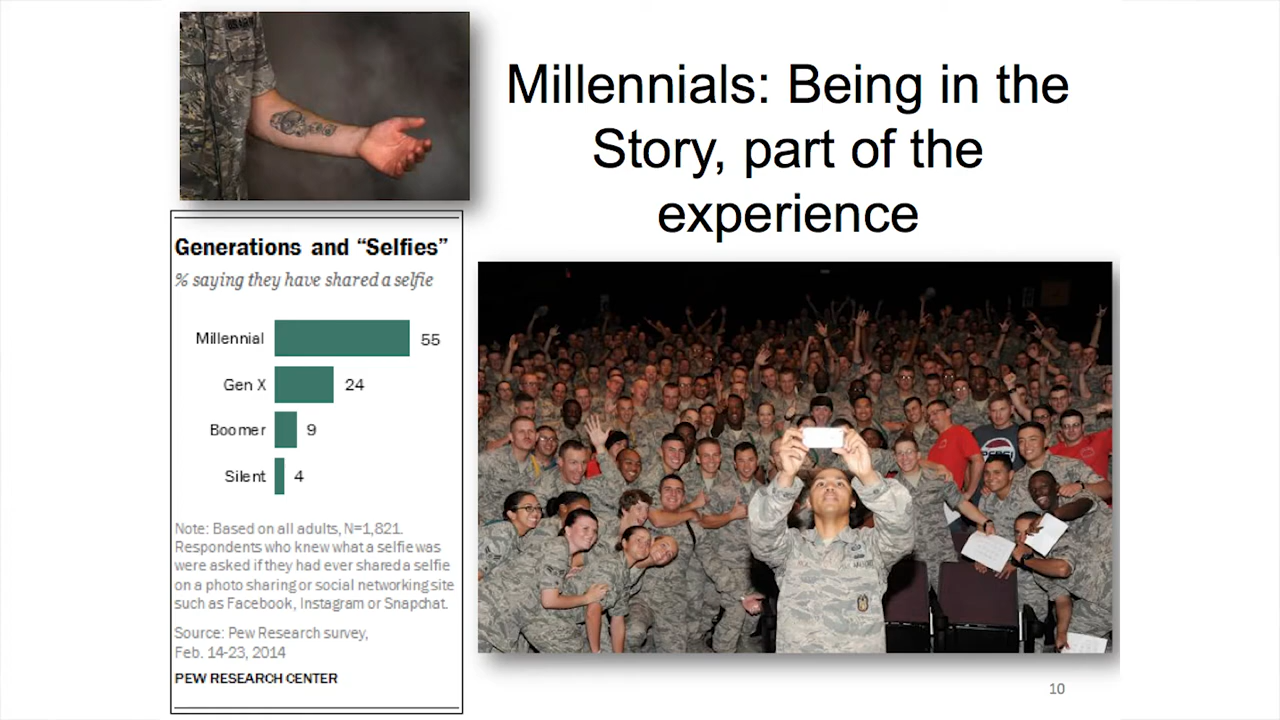 Millennials: Being in the
Story, part of the
experience
Generations and “Selfies”
% saying they have shared a selfie
Millennial 55
Gen X 24
Boomer 9
Silent 4
Note: Based on all adults, N=1,821.
Respondents who knew what a selfie was
were asked if they had ever shared a selfie
on a photo sharing or social networking site
such as Facebook, Instagram or Snapchat.
Source: Pew Research survey,
Feb. 14-23, 2014
PEW RESEARCH CENTER
PEPSI
10